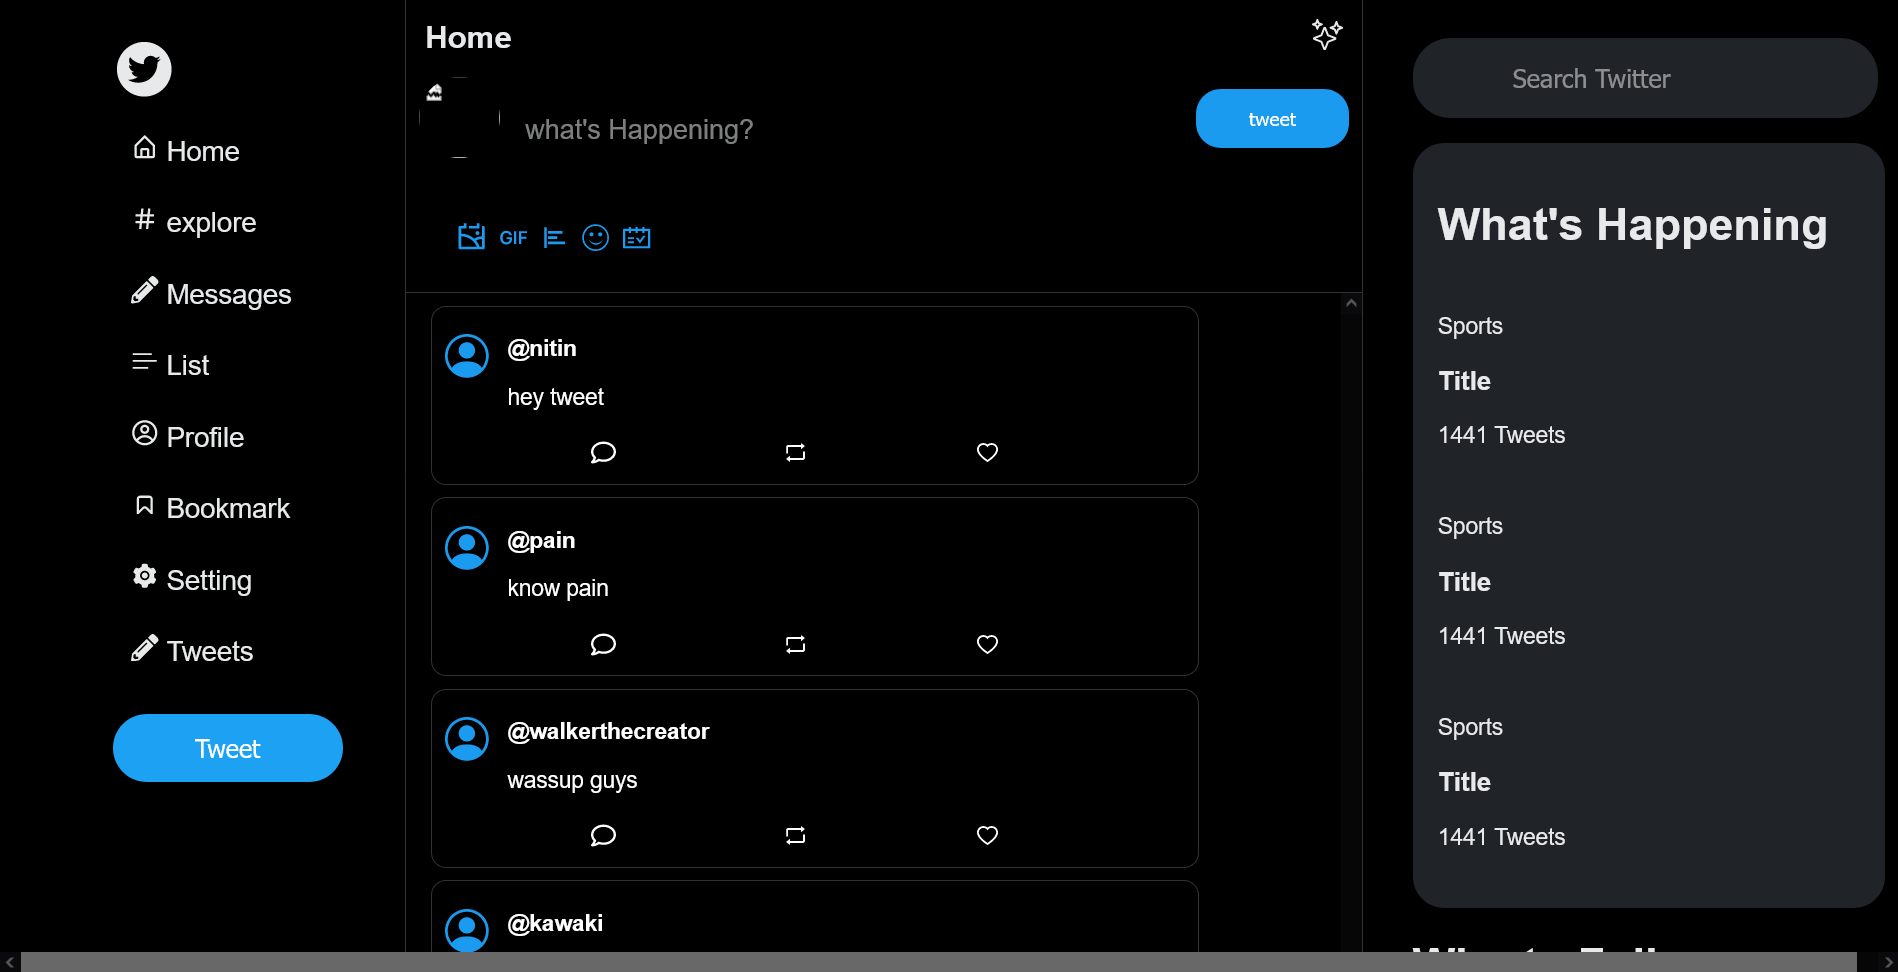 Home
explore
Messages
List
Profile
Bookmark
Setting
Tweets
Tweet
Home
what's Happening?
tweet
GIF
@nitin
hey tweet
@pain
know pain
@walkerthecreator
wassup guys
@kawaki
Search Twitter
What's Happening
Sports
Title
1441 Tweets
Sports
Title
1441 Tweets
Sports
Title
1441 Tweets